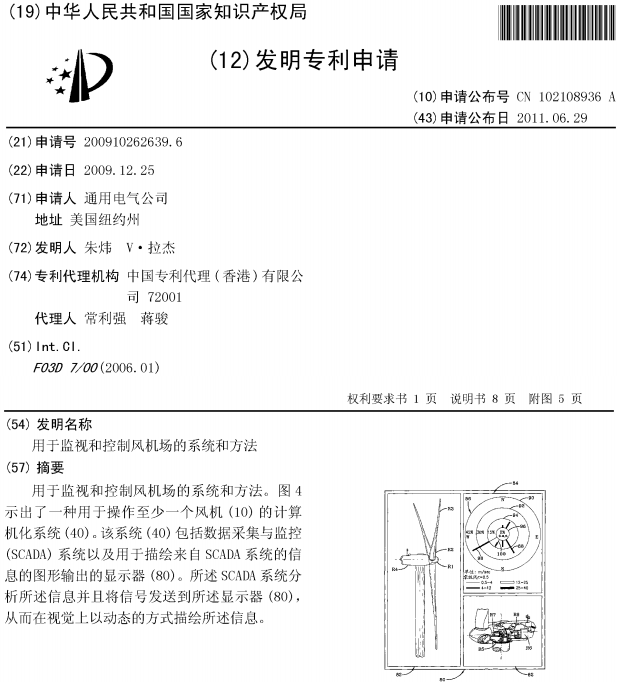 (19)中华人民共和国国家知识产权局
(12)发明专利申请
(10)申请公布号 CN 102108936 A
(43)申请公布日 2011.06.29
(21)申请号 200910262639.6
(22)申请日 2009.12.25
(71)申请人 通用电气公司
地址 美国纽约州
(72)发明人 朱炜 V·拉杰
(74)专利代理机构 中国专利代理(香港)有限公
司 72001
代理人 常利强 蒋骏
(51)Int.Cl.
F03D 7/00(2006.01)
权利要求书 1 页 说明书 8 页 附图 5 页
(54)发明名称
用于监视和控制风机场的系统和方法
(57)摘要
用于监视和控制风机场的系统和方法。图 4
示出了一种用于操作至少一个风机(10)的计算
机化系统(40)。该系统(40)包括数据采集与监控
(SCADA)系统以及用于描绘来自 SCADA 系统的信
息的图形输出的显示器(80)。所述 SCADA 系统分
析所述信息并且将信号发送到所述显示器(80),
从而在视觉上以动态的方式描绘所述信息。
84
N
E
S
单位: m/sec
82
80